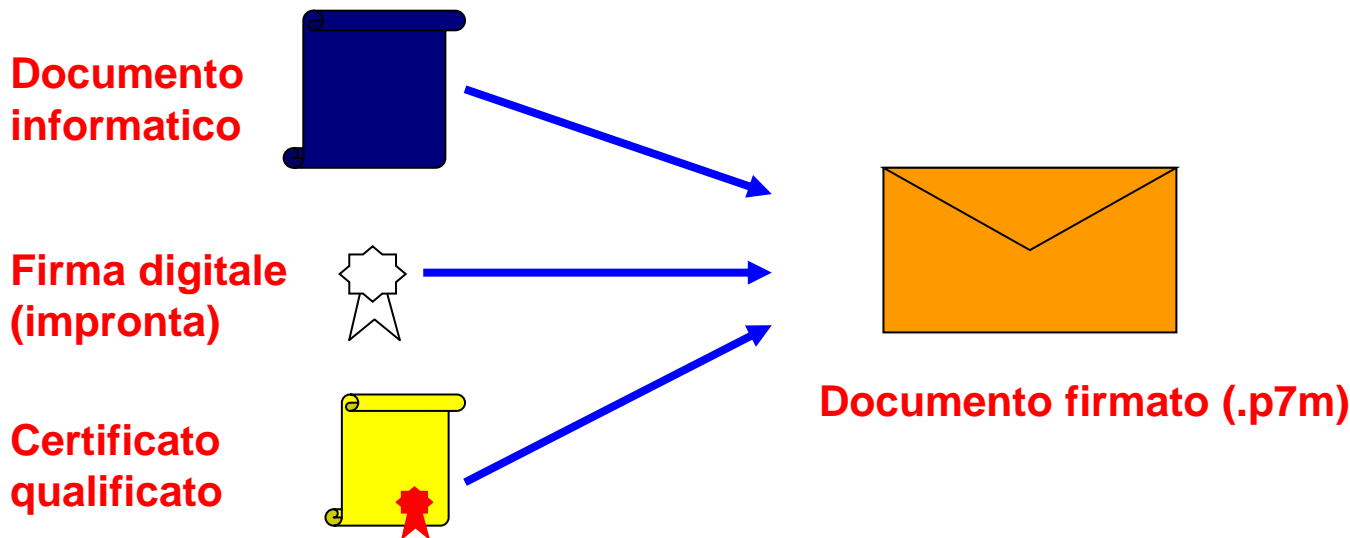 Documento
informatico
Firma digitale
(impronta)
Certificato
qualificato
Documento firmato (.p7m)